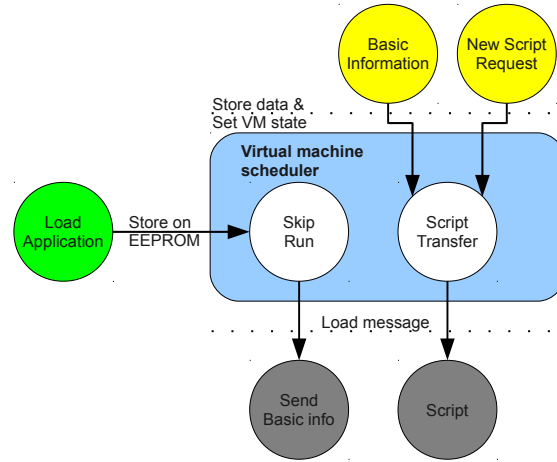 Basic
Information
New Script
Request
Store data &
Set VM state
Virtual machine
scheduler
Load
Application
Store on
EEPROM
Skip
Run
Script
Transfer
Load message
Send
Basic info
Script